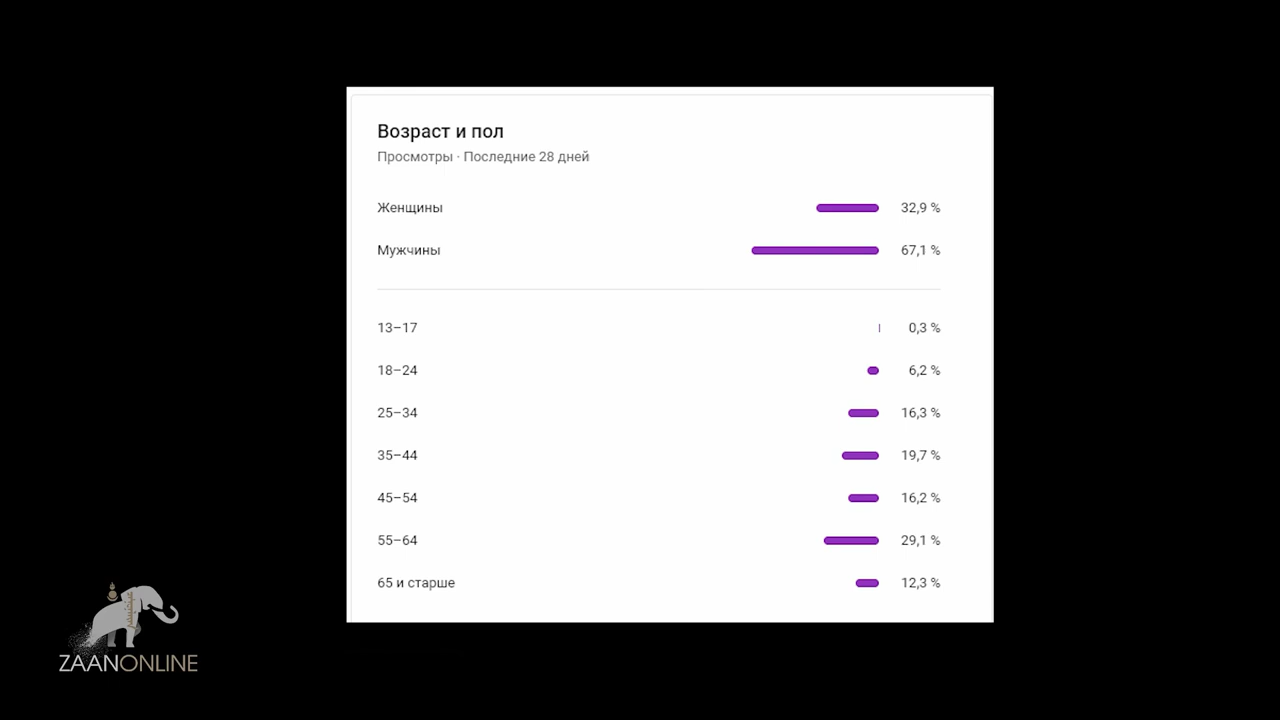 Возраст и пол
Просмотры · Последние 28 дней
Женщины 32,9 %
Мужчины 67,1 %
13–17 0,3 %
18–24 6,2 %
25–34 16,3 %
35–44 19,7 %
45–54 16,2 %
55–64 29,1 %
65 и старше 12,3 %
ZAANONLINE